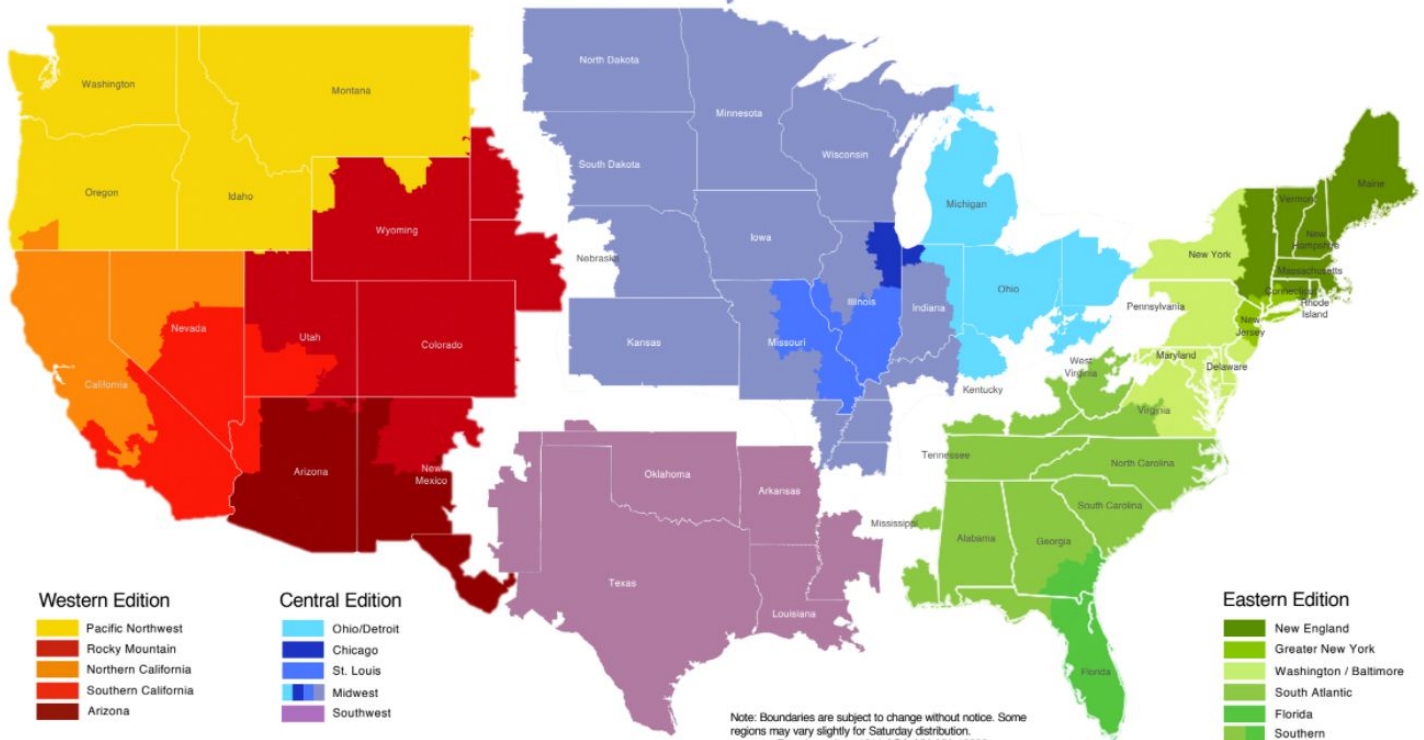 Washington
Montana
Oregon
Idaho
Wyoming
Nevada
Utah
Colorado
California
Arizona
New
Mexico
North Dakota
Minnesota
South Dakota
Wisconsin
Nebraska
Iowa
Illinois
Indiana
Kansas
Missouri
Michigan
Ohio
Kentucky
Oklahoma
Arkansas
Texas
Louisiana
Maine
Vermont
New
Hampshire
New York
Massachusetts
Connecticut
Rhode
Island
Pennsylvania
New
Jersey
Maryland
Delaware
West
Virginia
Virginia
Tennessee
North Carolina
South Carolina
Mississippi
Alabama
Georgia
Florida
Western Edition
Pacific Northwest
Rocky Mountain
Northern California
Southern California
Arizona
Central Edition
Ohio/Detroit
Chicago
St. Louis
Midwest
Southwest
Note: Boundaries are subject to change without notice. Some
regions may vary slightly for Saturday distribution.
Eastern Edition
New England
Greater New York
Washington / Baltimore
South Atlantic
Florida
Southern